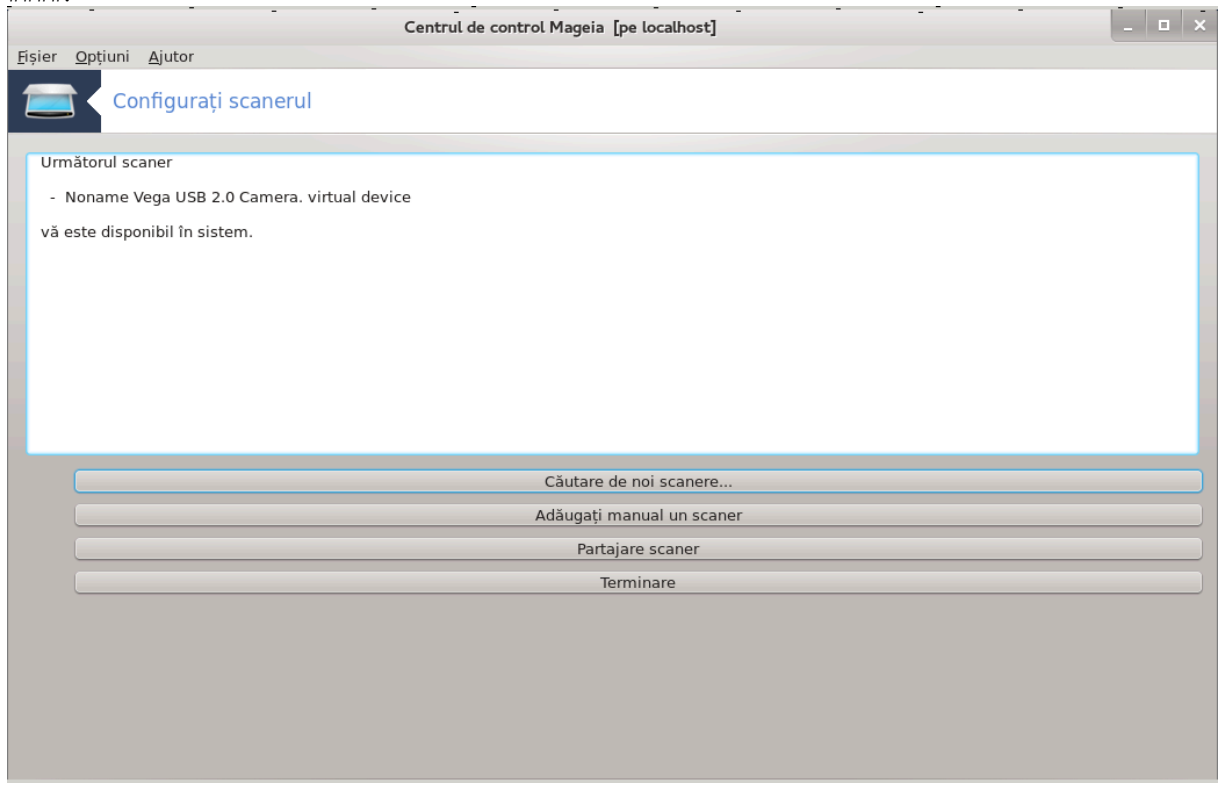 Centrul de control Mageia [pe localhost]
Fișier Opțiuni Ajutor
Configurați scanerul
Următorul scaner
- Noname Vega USB 2.0 Camera. virtual device
vă este disponibil în sistem.
Căutare de noi scanere...
Adăugați manual un scaner
Partajare scaner
Terminare